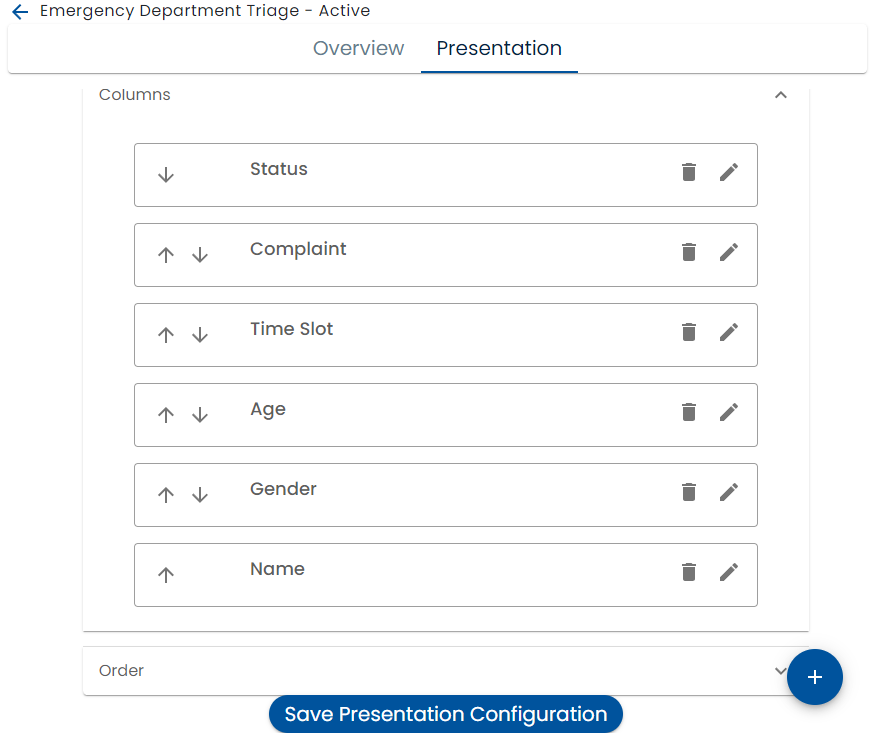 Emergency Department Triage - Active
Overview Presentation
Columns
Status
Complaint
Time Slot
Age
Gender
Name
Order
Save Presentation Configuration